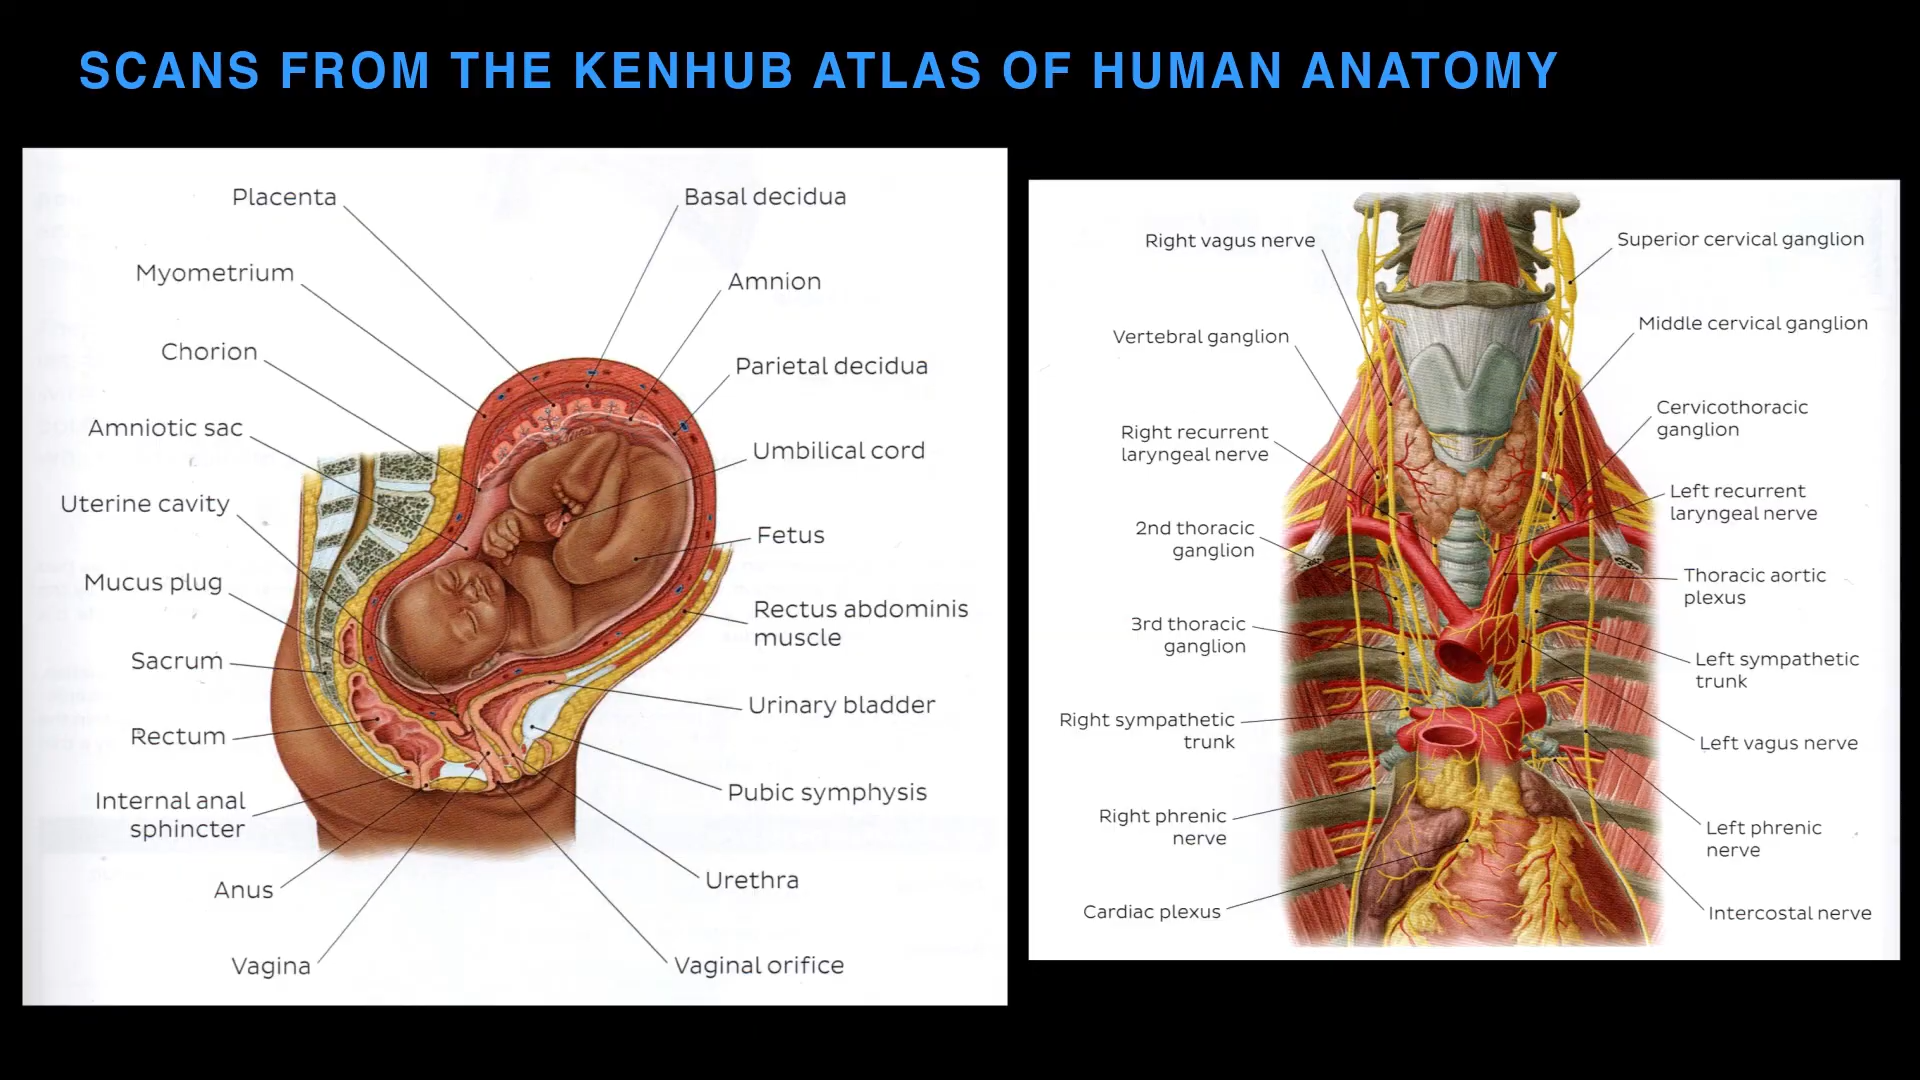 SCANS FROM THE KENHUB ATLAS OF HUMAN ANATOMY
Placenta
Myometrium
Chorion
Amniotic sac
Uterine cavity
Mucus plug
Sacrum
Rectum
Internal anal
sphincter
Anus
Vagina
Basal decidua
Amnion
Parietal decidua
Umbilical cord
Fetus
Rectus abdominis
muscle
Urinary bladder
Pubic symphysis
Urethra
Vaginal orifice
Right vagus nerve
Vertebral ganglion
Right recurrent
laryngeal nerve
2nd thoracic
ganglion
3rd thoracic
ganglion
Right sympathetic
trunk
Right phrenic
nerve
Cardiac plexus
Superior cervical ganglion
Middle cervical ganglion
Cervicothoracic
ganglion
Left recurrent
laryngeal nerve
Thoracic aortic
plexus
Left sympathetic
trunk
Left vagus nerve
Left phrenic
nerve
Intercostal nerve